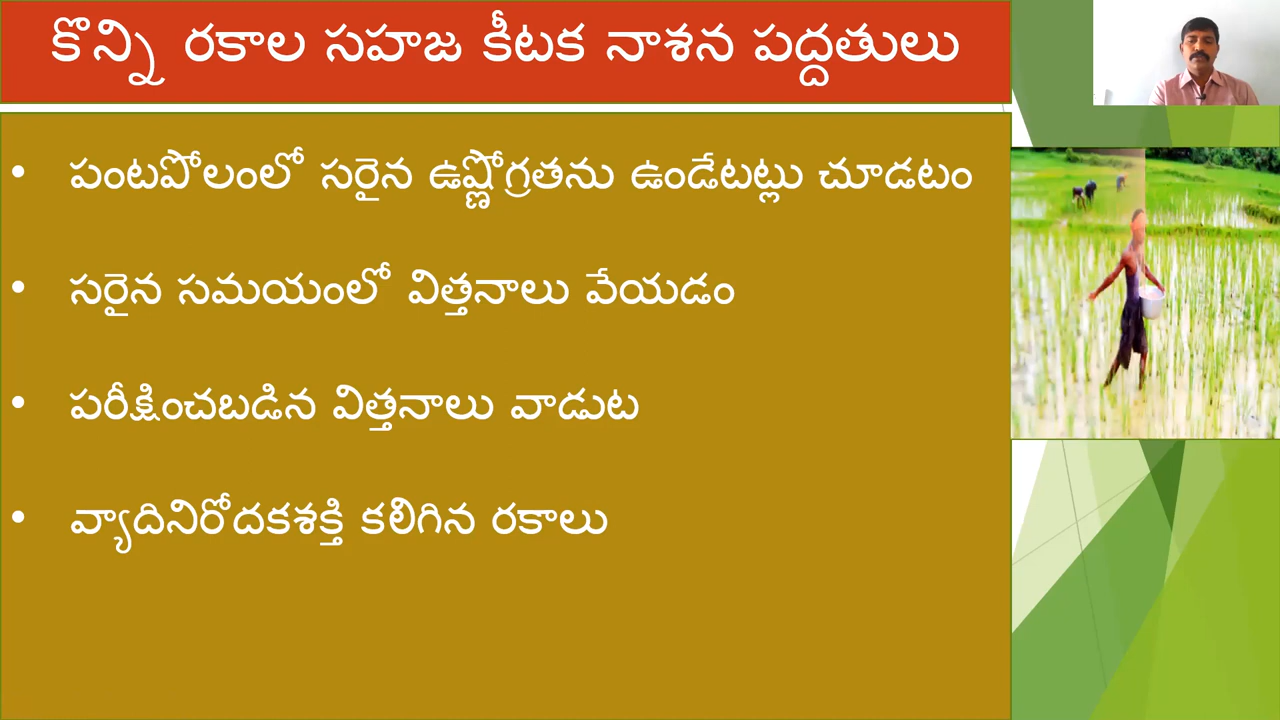 కొన్ని రకాల సహజ కీటక నాశన పద్దతులు
• పంటపోలంలో సరైన ఉష్ణోగ్రతను ఉండేటట్లు చూడటం
• సరైన సమయంలో విత్తనాలు వేయడం
• పరీక్షించబడిన విత్తనాలు వాడుట
• వ్యాదినిరోదకశక్తి కలిగిన రకాలు